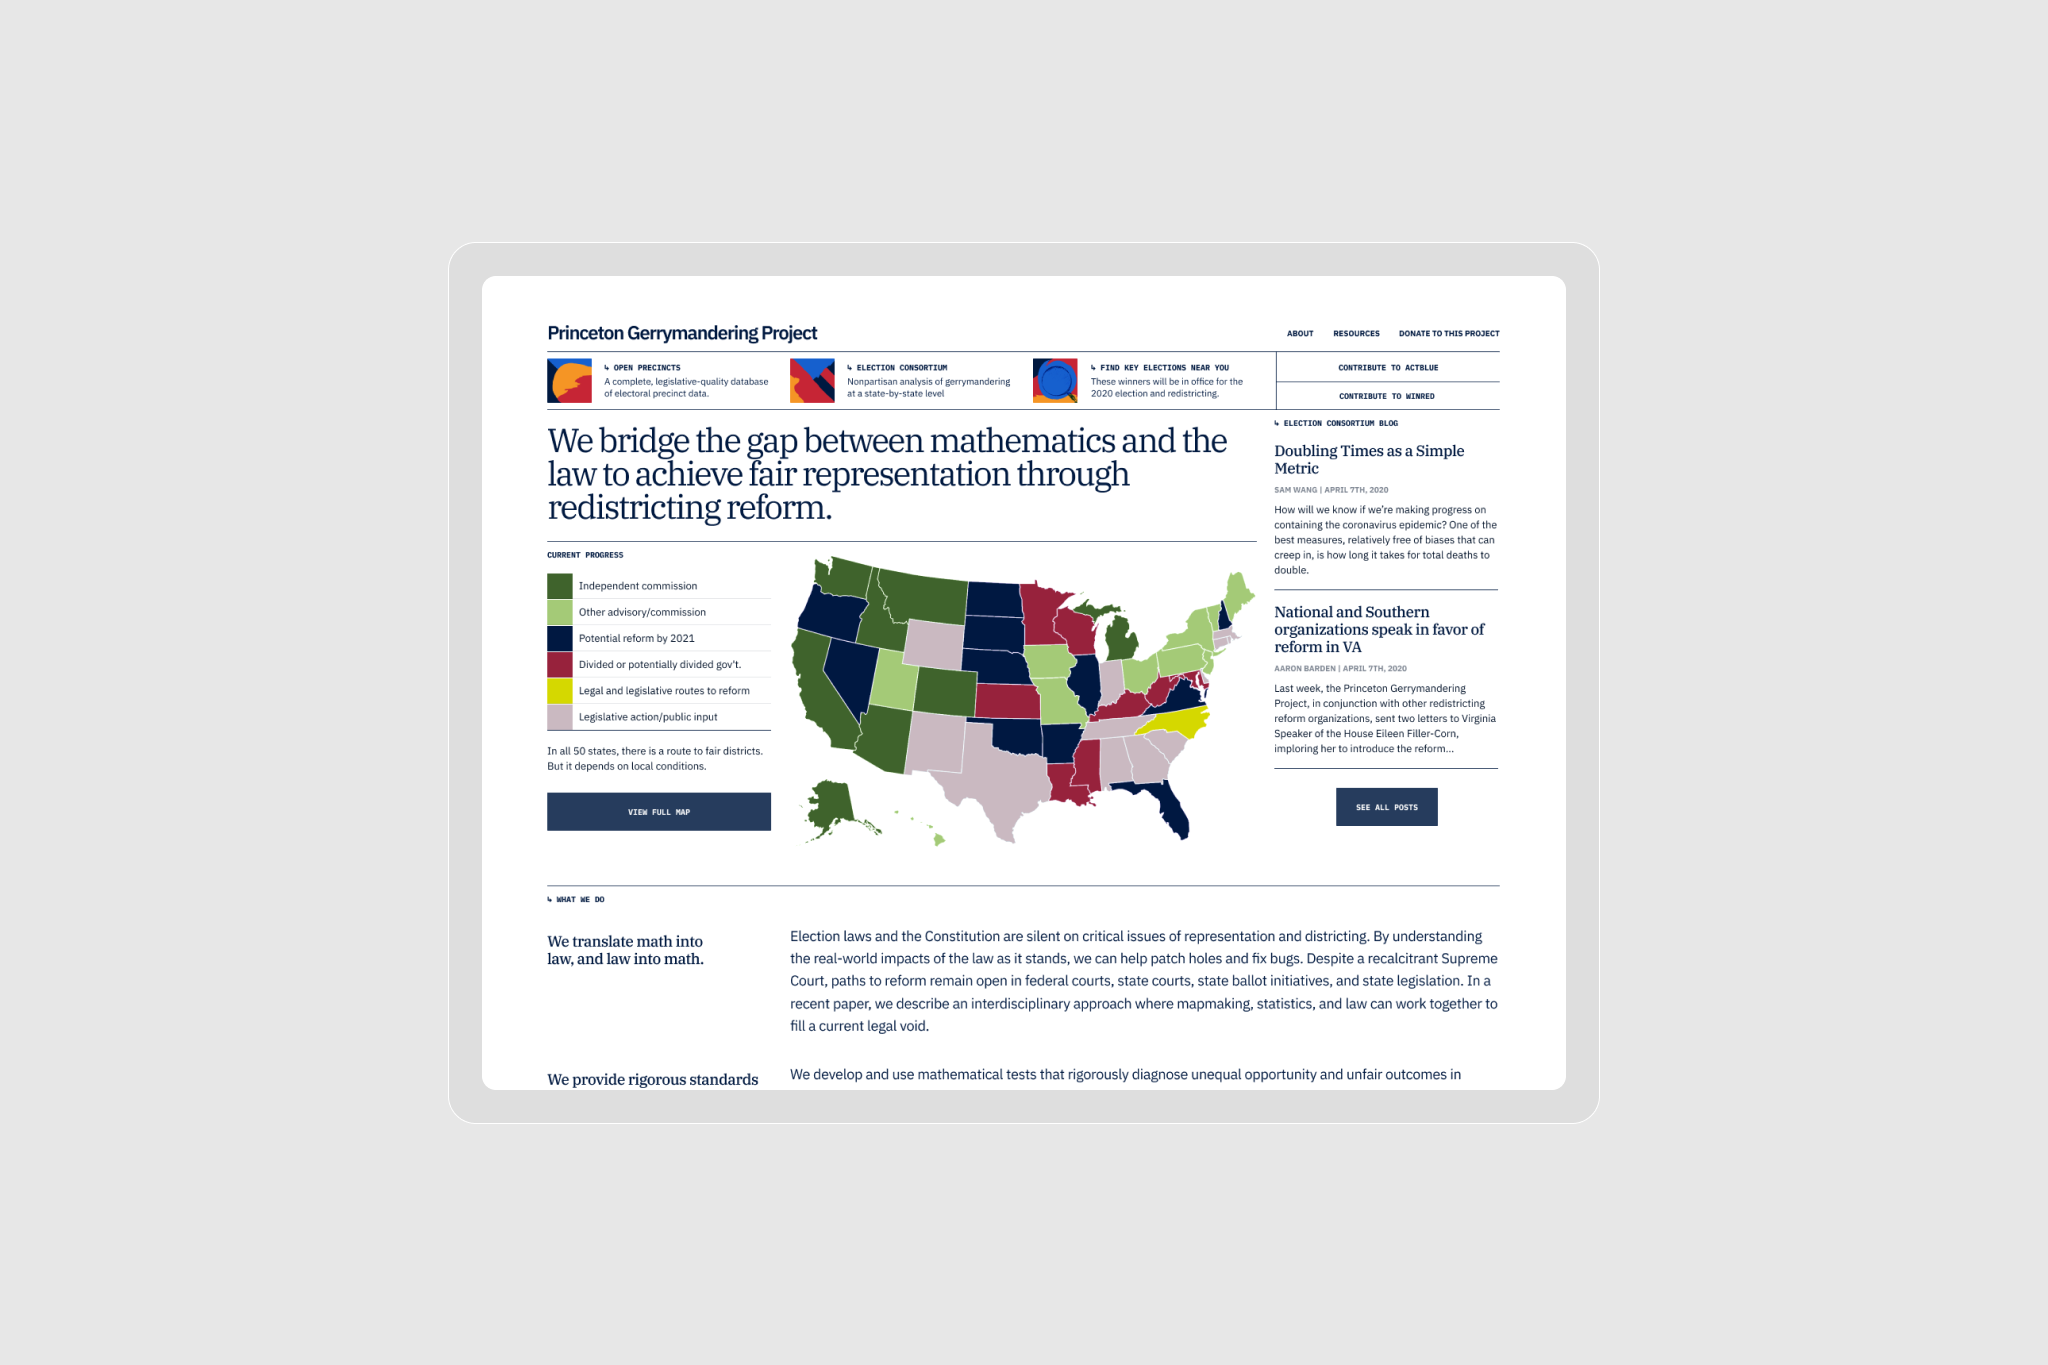 Princeton Gerrymandering Project
ABOUT
RESOURCES
DONATE TO THIS PROJECT
↳ OPEN PRECINCTS
A complete, legislative-quality database
of electoral precinct data.
↳ ELECTION CONSORTIUM
Nonpartisan analysis of gerrymandering
at a state-by-state level
↳ FIND KEY ELECTIONS NEAR YOU
These winners will be in office for the
2020 election and redistricting.
CONTRIBUTE TO ACTBLUE
CONTRIBUTE TO WINRED
We bridge the gap between mathematics and the
law to achieve fair representation through
redistricting reform.
CURRENT PROGRESS
Independent commission
Other advisory/commission
Potential reform by 2021
Divided or potentially divided gov't.
Legal and legislative routes to reform
Legislative action/public input
In all 50 states, there is a route to fair districts.
But it depends on local conditions.
VIEW FULL MAP
↳ ELECTION CONSORTIUM BLOG
Doubling Times as a Simple
Metric
SAM WANG | APRIL 7TH, 2020
How will we know if we're making progress on
containing the coronavirus epidemic? One of the
best measures, relatively free of biases that can
creep in, is how long it takes for total deaths to
double.
National and Southern
organizations speak in favor of
reform in VA
AARON BARDEN | APRIL 7TH, 2020
Last week, the Princeton Gerrymandering
Project, in conjunction with other redistricting
reform organizations, sent two letters to Virginia
Speaker of the House Eileen Filler-Corn,
imploring her to introduce the reform...
SEE ALL POSTS
↳ WHAT WE DO
We translate math into
law, and law into math.
Election laws and the Constitution are silent on critical issues of representation and districting. By understanding
the real-world impacts of the law as it stands, we can help patch holes and fix bugs. Despite a recalcitrant Supreme
Court, paths to reform remain open in federal courts, state courts, state ballot initiatives, and state legislation. In a
recent paper, we describe an interdisciplinary approach where mapmaking, statistics, and law can work together to
fill a current legal void.
We provide rigorous standards
We develop and use mathematical tests that rigorously diagnose unequal opportunity and unfair outcomes in